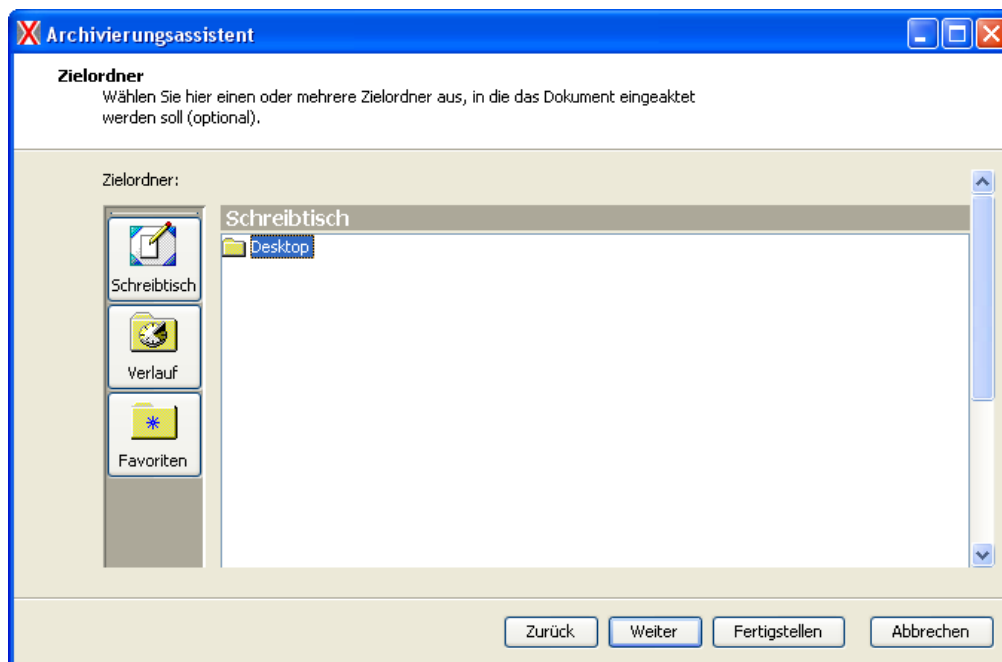 Archivierungsassistent
Zielordner
Wählen Sie hier einen oder mehrere Zielordner aus, in die das Dokument eingeaktet
werden soll (optional).
Zielordner:
Schreibtisch
Desktop
Schreibtisch
Verlauf
Favoriten
Zurück Weiter Fertigstellen Abbrechen